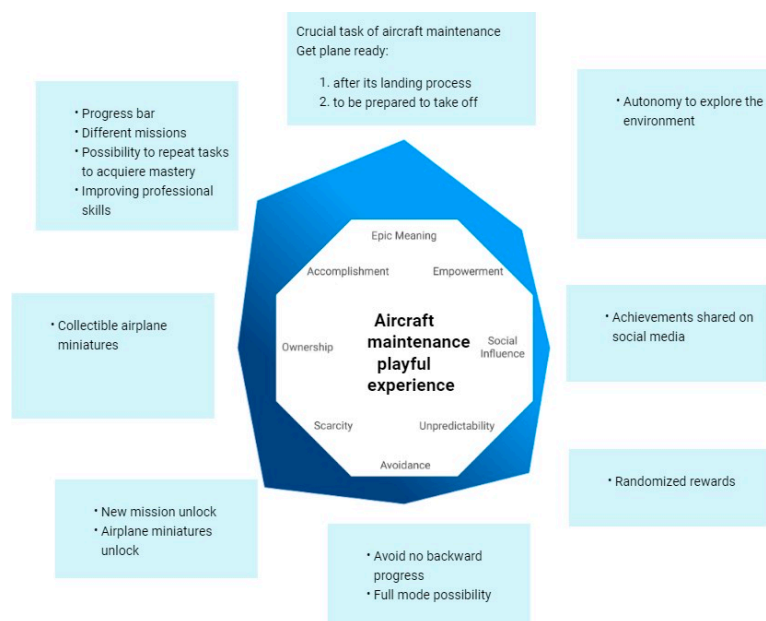 Crucial task of aircraft maintenance
Get plane ready:
1. after its landing process
2. to be prepared to take off
• Progress bar
• Different missions
• Possibility to repeat tasks
to acquiere mastery
• Improving professional
skills
• Autonomy to explore the
environment
Epic Meaning
Accomplishment
Empowerment
• Collectible airplane
miniatures
Ownership
Aircraft
maintenance
playful
experience
Social
Influence
• Achievements shared on
social media
Scarcity
Unpredictability
Avoidance
• Randomized rewards
• New mission unlock
• Airplane miniatures
unlock
• Avoid no backward
progress
• Full mode possibility